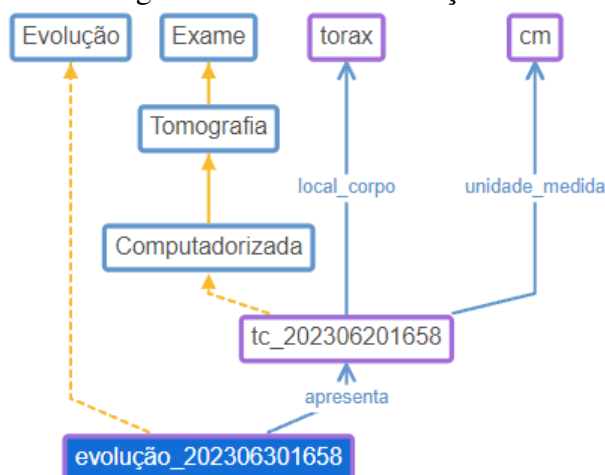 Evolução
Exame
torax
cm
Tomografia
local_corpo
unidade_medida
Computadorizada
tc_202306201658
apresenta
evolução_202306301658